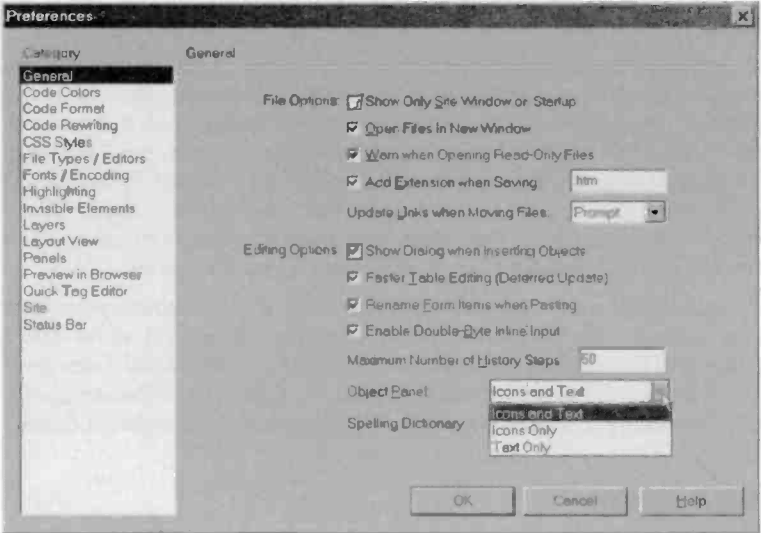 Preferences
Category
General
General
Code Colors
Code Format
Code Rewriting
CSS Styles
File Types / Editors
Fonts / Encoding
Highlighting
Invisible Elements
Layers
Layout View
Panels
Preview in Browser
Quick Tag Editor
Site
Status Bar
File Options: Show Only Site Window on Startup
Open Files in New Window
Warn when Opening Read-Only Files
Add Extension when Saving: .htm
Update Links when Moving Files: Prompt
Editing Options: Show Dialog when Inserting Objects
Faster Table Editing (Deferred Update)
Rename Form Items when Pasting
Enable Double-Byte Inline Input
Maximum Number of History Steps: 50
Object Panel: Icons and Text
Icons and Text
Icons Only
Text Only
Spelling Dictionary
OK Cancel Help